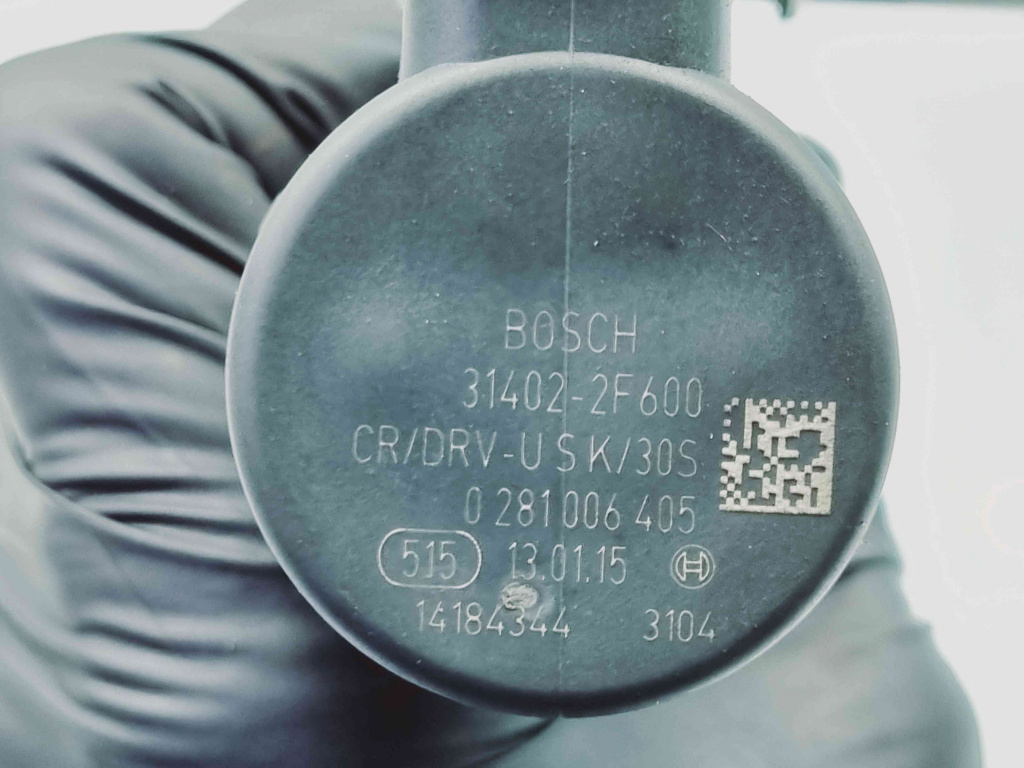 BOSCH
31402-2F600
CR/DRV-USK/30S
0 281 006 405
515 13.01.15
14184344 3104